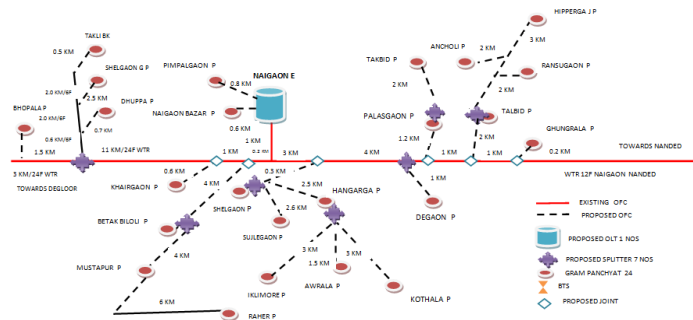 HIPPERGA J P
TAKLI BK
ANCHOLI P
2 KM
3 KM
0.5 KM
SHELGAON G P
PIMPALGAON P
NAIGAON E
TAKBID P
RANSUGAON P
2.0 KM/6F
2.5 KM
0.8 KM
2 KM
2 KM
BHOPALA P
DHUPPA P
NAIGAON BAZAR P
PALASGAON P
TALBID P
2.0 KM/6F
0.6 KM/6F
0.7 KM
0.6 KM
1.2 KM
2 KM
GHUNGRALA P
1 KM
1.5 KM
11 KM/24F WTR
1 KM
0.2 KM
3 KM
4 KM
1 KM
1 KM
0.2 KM
TOWARDS NANDED
3 KM/24F WTR
0.6 KM
0.5 KM
1 KM
WTR 12F NAIGAON NANDED
TOWARDS DEGLOOR
KHAIRGAON P
4 KM
2.5 KM
HANGARGA P
SHELGAON P
2.6 KM
DEGAON P
EXISTING OFC
PROPOSED OFC
BETAK BILOLI P
SUJLEGAON P
PROPOSED OLT 1 NOS
4 KM
3 KM
3 KM
PROPOSED SPLITTER 7 NOS
MUSTAPUR P
1.5 KM
GRAM PANCHYAT 24
IKLIMORE P
AWRALA P
KOTHALA P
BTS
6 KM
RAHER P
PROPOSED JOINT